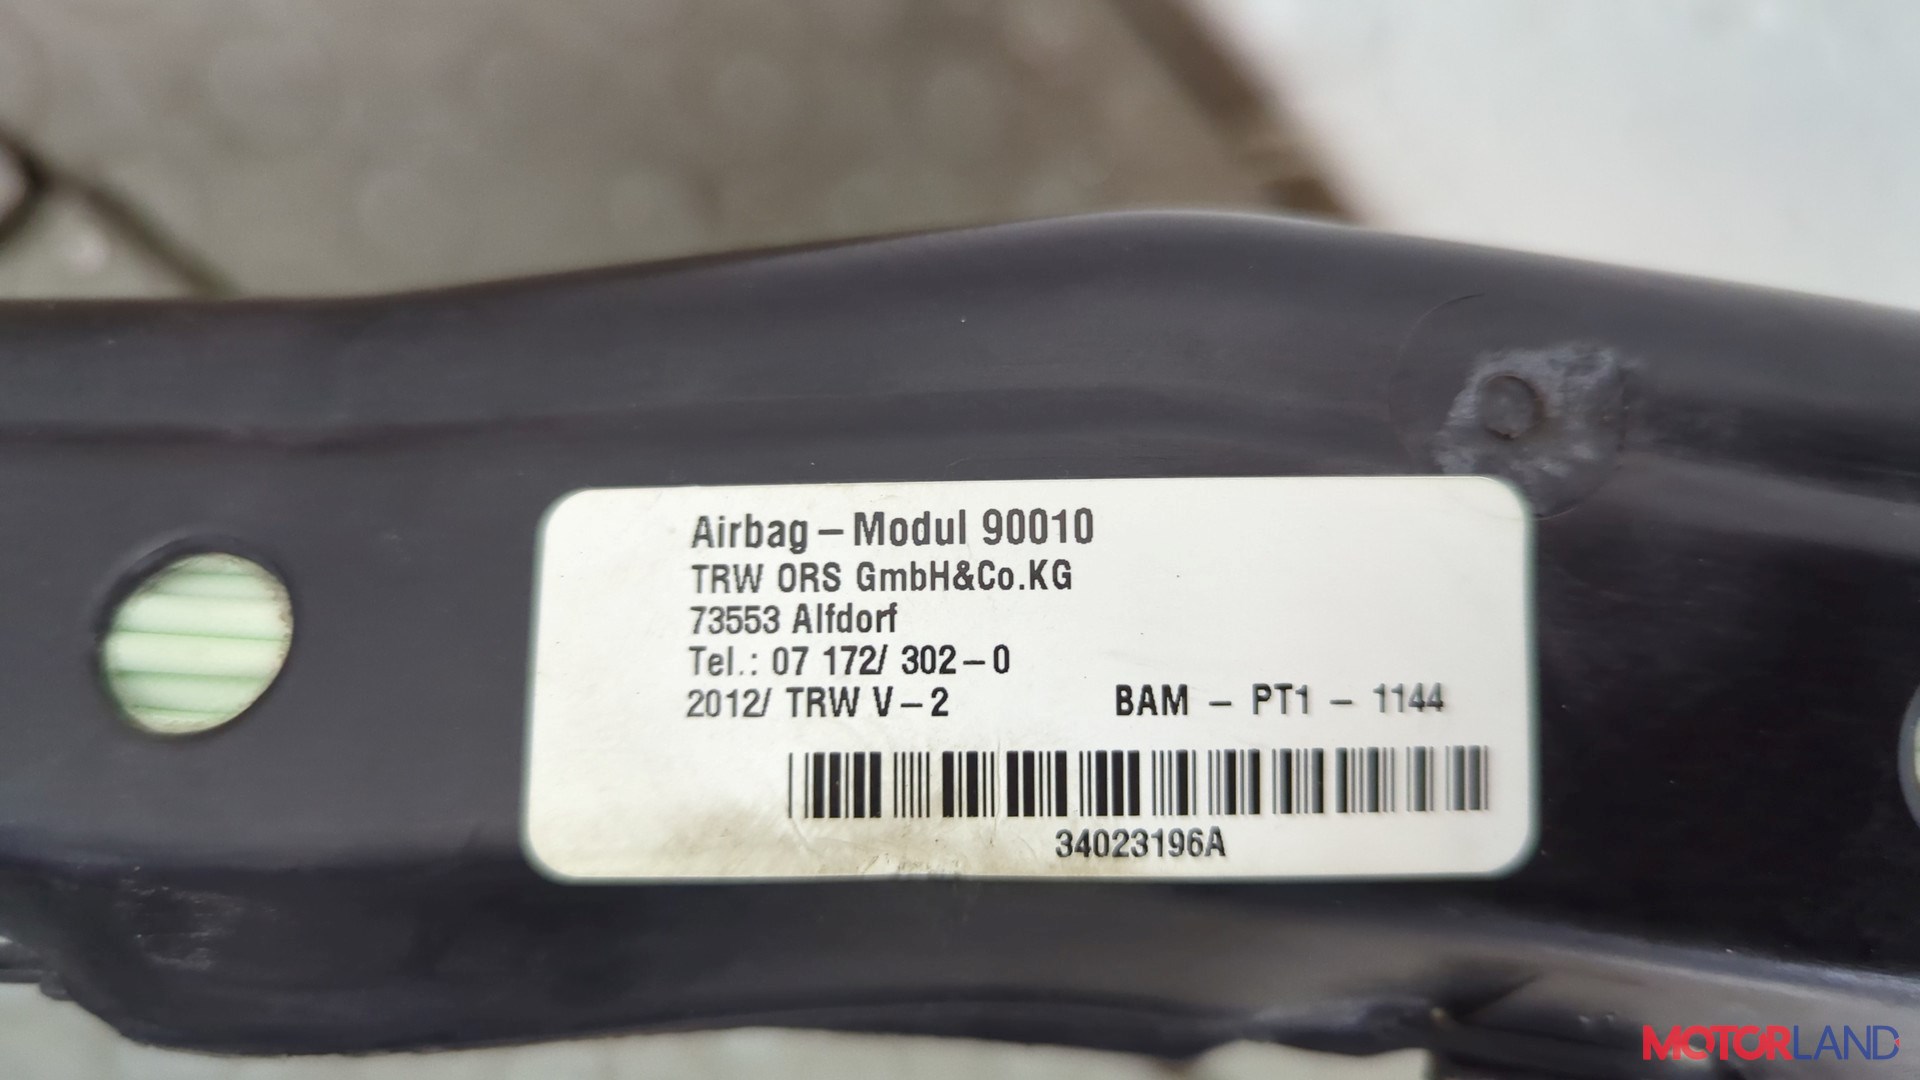 Airbag – Modul 90010
TRW ORS GmbH&Co.KG
73553 Alfdorf
Tel.: 07 172/ 302–0
2012/ TRW V–2 BAM – PT1 – 1144
34023196A
MOTORLAND